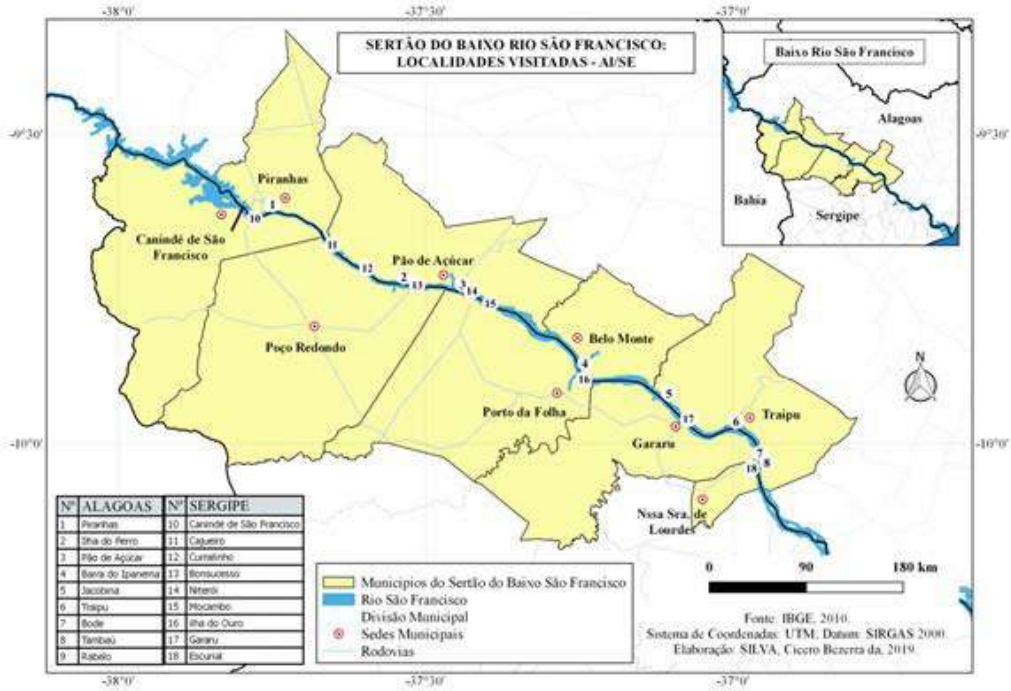 -38°0'
-37°30'
-37°0'
SERTÃO DO BAIXO RIO SÃO FRANCISCO:
LOCALIDADES VISITADAS - Al/SE
Baixo Rio São Francisco
Alagoas
Bahia
Sergipe
-9°30'
-9°30'
Piranhas
1
10
Canindé de São
Francisco
11
12
Pão de Açúcar
2
13
3
14
15
Poço Redondo
Belo Monte
4
16
Porto da Folha
5
17
Gararu
6
Traipu
7
8
18
Nssa Sra. de
Lourdes
N
-10°0'
-10°0'
Nº ALAGOAS Nº SERGIPE
1 Piranhas 10 Canindé de São Francisco
2 Ilha do Ferro 11 Cajueiro
3 Pão de Açúcar 12 Curralinho
4 Barra do Ipanema 13 Bonsucesso
5 Jacobina 14 Niterói
6 Traipu 15 Mocambo
7 Bode 16 Ilha do Ouro
8 Tambaú 17 Gararu
9 Rabelo 18 Escurial
Municípios do Sertão do Baixo São Francisco
Rio São Francisco
Divisão Municipal
Sedes Municipais
Rodovias
0 90 180 km
Fonte: IBGE, 2010.
Sistema de Coordenadas: UTM, Datum: SIRGAS 2000.
Elaboração: SILVA, Cícero Bezerra da, 2019.
-38°0'
-37°30'
-37°0'